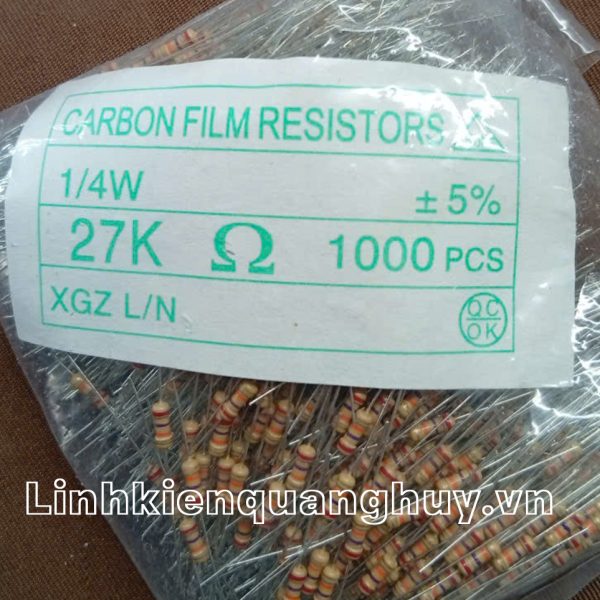 CARBON FILM RESISTORS
1/4W ± 5%
27K Ω 1000 PCS
XGZ L/N QC OK
Linhkienquanghuy.vn